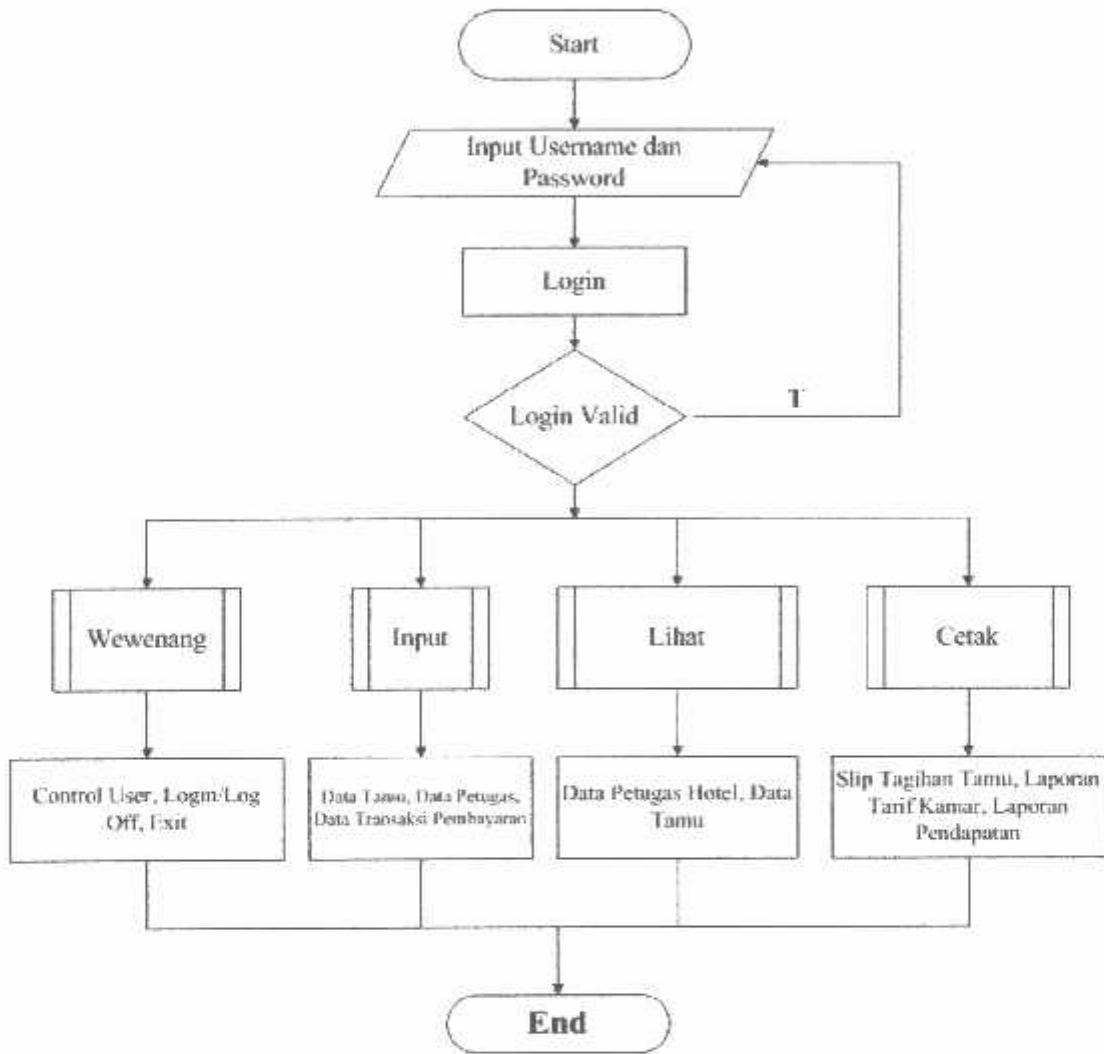 Start
Input Username dan
Password
Login
Login Valid
T
Wewenang
Input
Lihat
Cetak
Control User, Login/Log
Off, Exit
Data Tamu, Data Petugas,
Data Transaksi Pembayaran
Data Petugas Hotel, Data
Tamu
Slip Tagihan Tamu, Laporan
Tarif Kamar, Laporan
Pendapatan
End